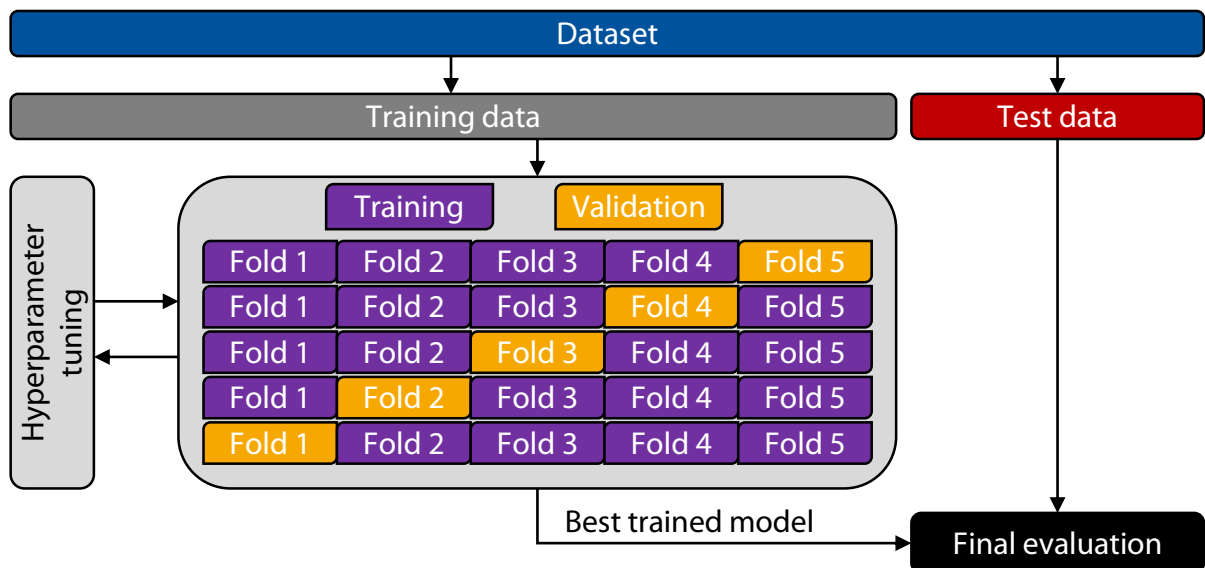 Dataset
Training data
Test data
Hyperparameter
tuning
Training
Validation
Fold 1 Fold 2 Fold 3 Fold 4 Fold 5
Fold 1 Fold 2 Fold 3 Fold 4 Fold 5
Fold 1 Fold 2 Fold 3 Fold 4 Fold 5
Fold 1 Fold 2 Fold 3 Fold 4 Fold 5
Fold 1 Fold 2 Fold 3 Fold 4 Fold 5
Best trained model
Final evaluation